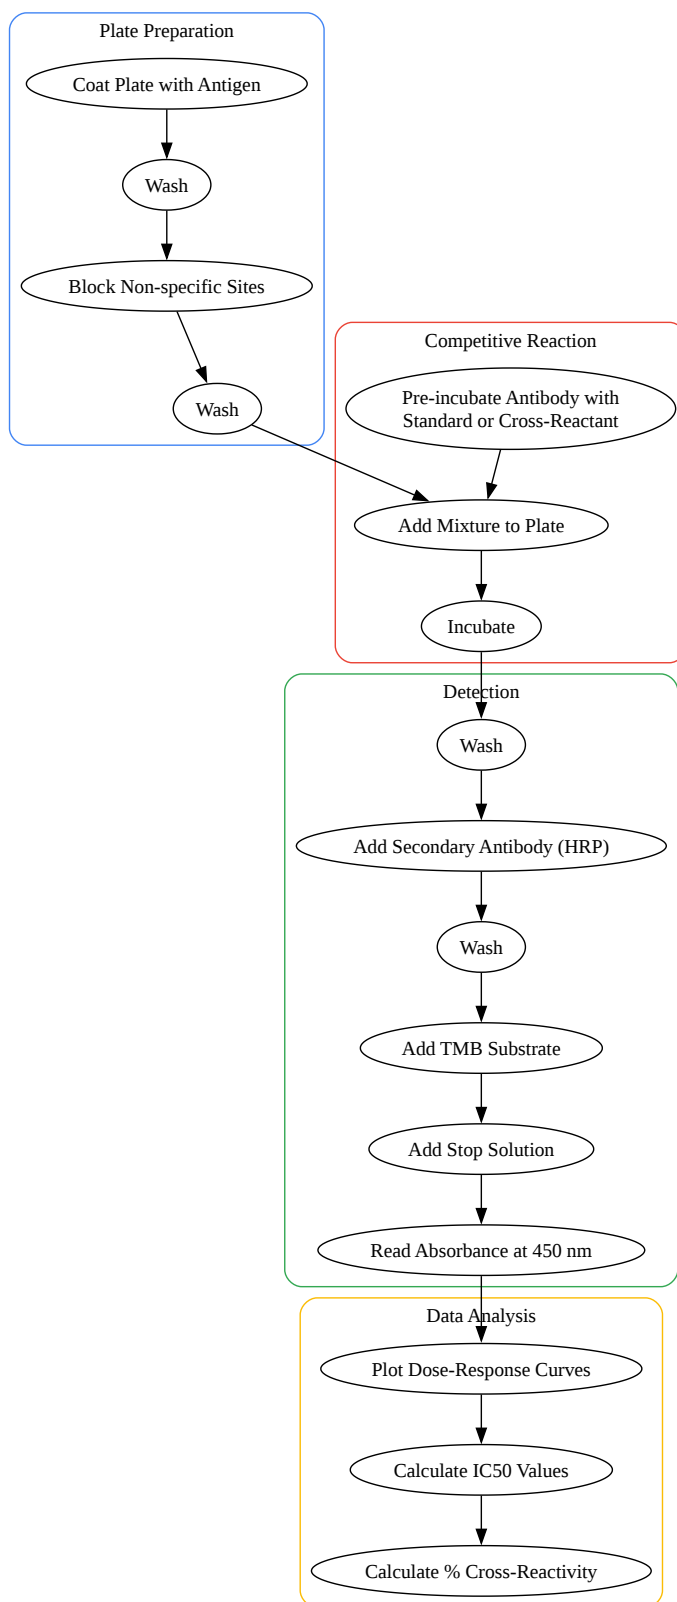 Plate Preparation
Coat Plate with Antigen
Wash
Block Non-specific Sites
Wash
Competitive Reaction
Pre-incubate Antibody with
Standard or Cross-Reactant
Add Mixture to Plate
Incubate
Detection
Wash
Add Secondary Antibody (HRP)
Wash
Add TMB Substrate
Add Stop Solution
Read Absorbance at 450 nm
Data Analysis
Plot Dose-Response Curves
Calculate IC50 Values
Calculate % Cross-Reactivity